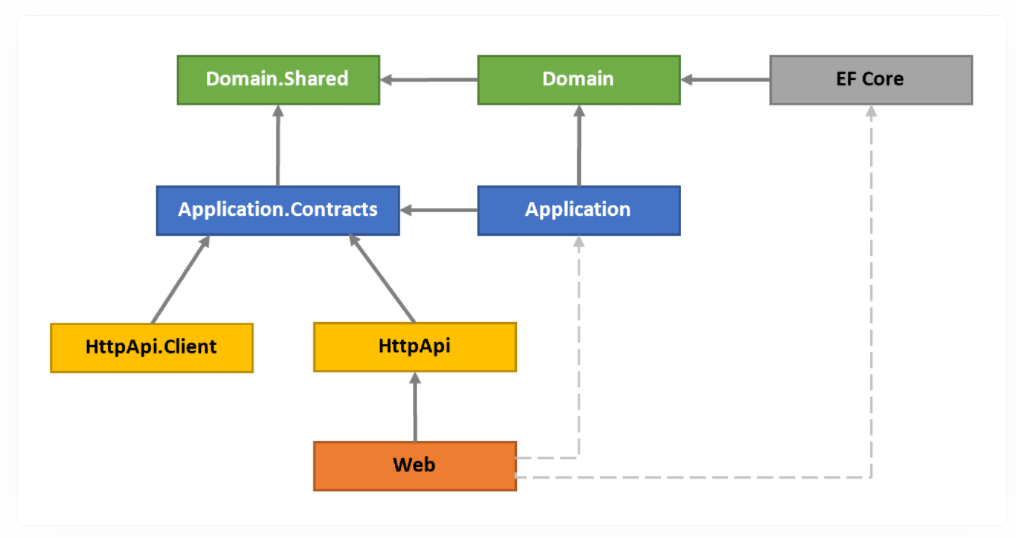 Domain.Shared
Domain
EF Core
Application.Contracts
Application
HttpApi.Client
HttpApi
Web